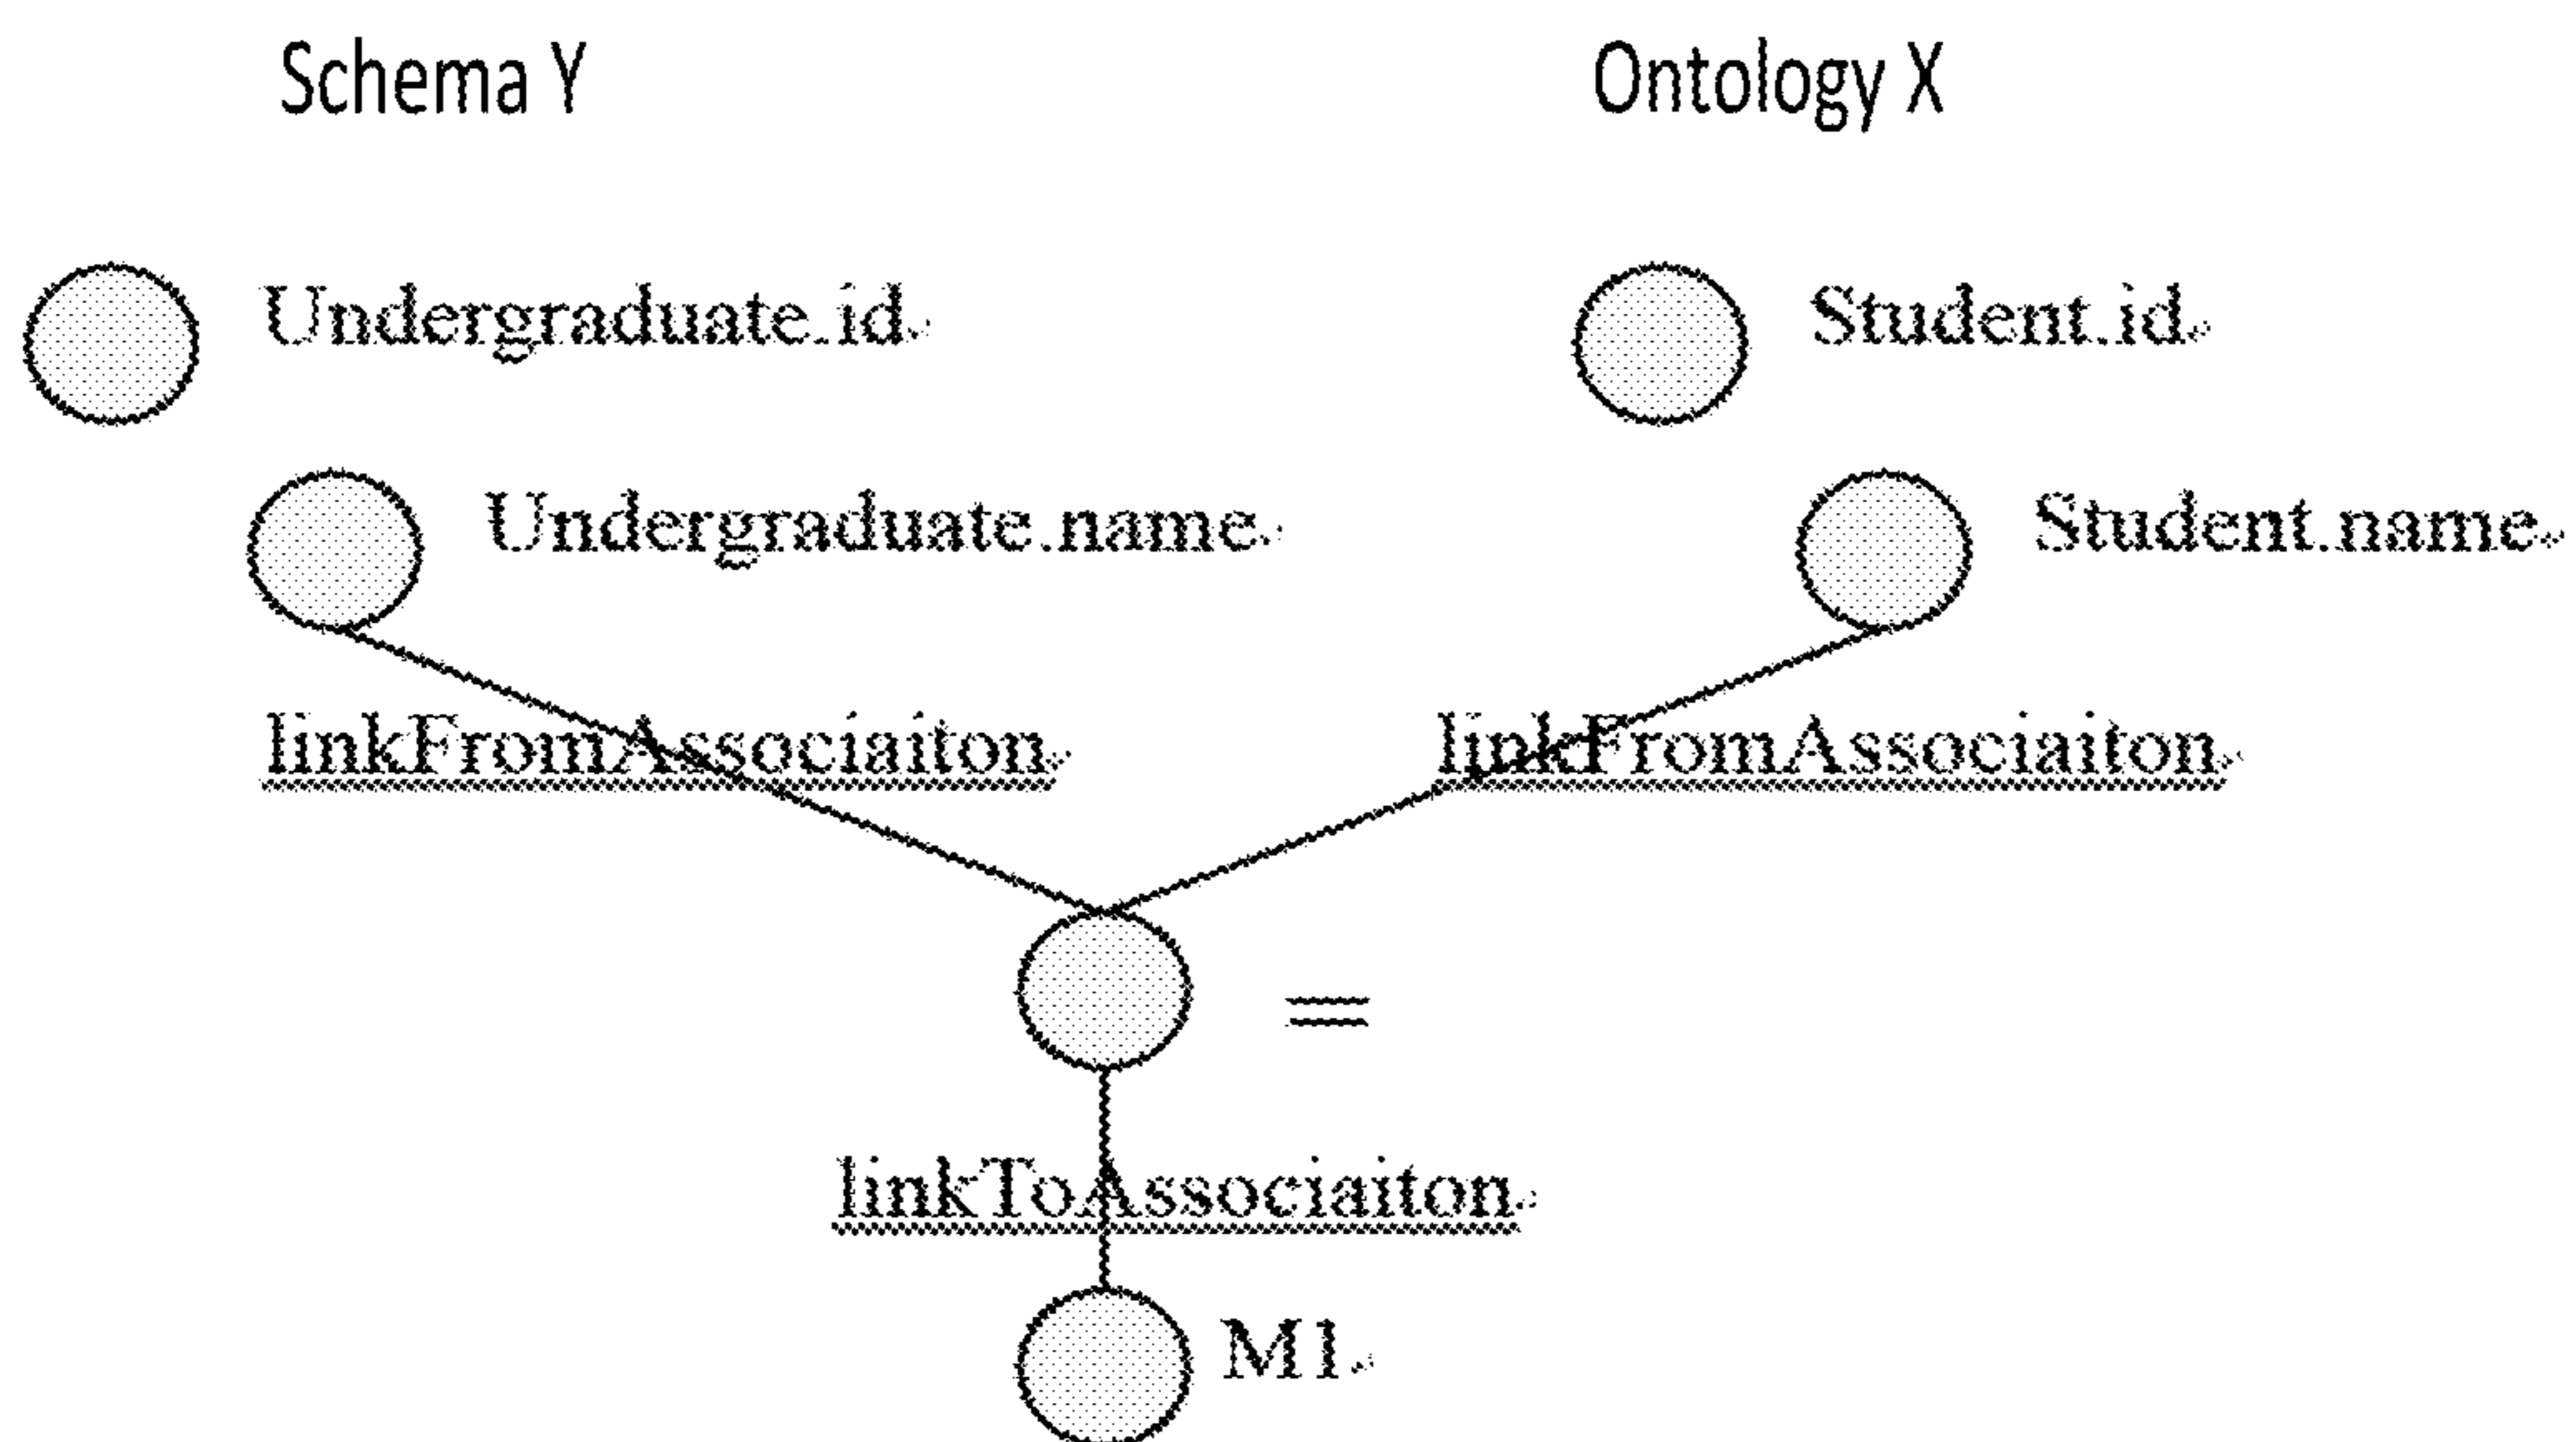 Schema Y
Ontology X
Undergraduate.id
Student.id
Undergraduate.name
Student.name
linkFromAssociaiton
linkFromAssociaiton
=
linkToAssociaiton
M1